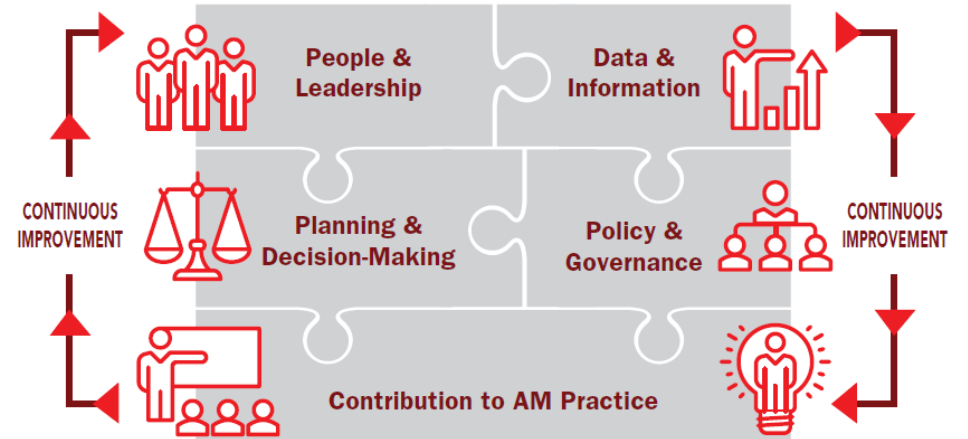 People &
Leadership
Data &
Information
CONTINUOUS
IMPROVEMENT
Planning &
Decision-Making
Policy &
Governance
CONTINUOUS
IMPROVEMENT
Contribution to AM Practice